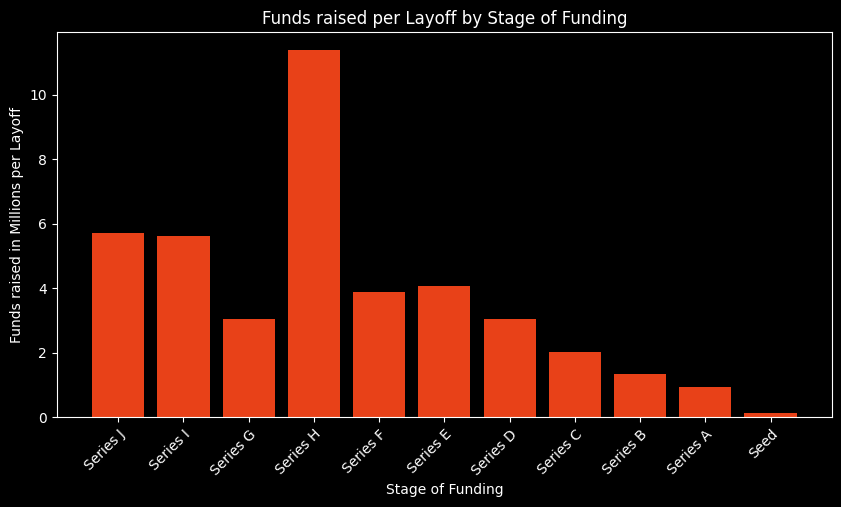 Funds raised per Layoff by Stage of Funding
Funds raised in Millions per Layoff
10
8
6
4
2
0
Series J
Series I
Series G
Series H
Series F
Series E
Series D
Series C
Series B
Series A
Seed
Stage of Funding